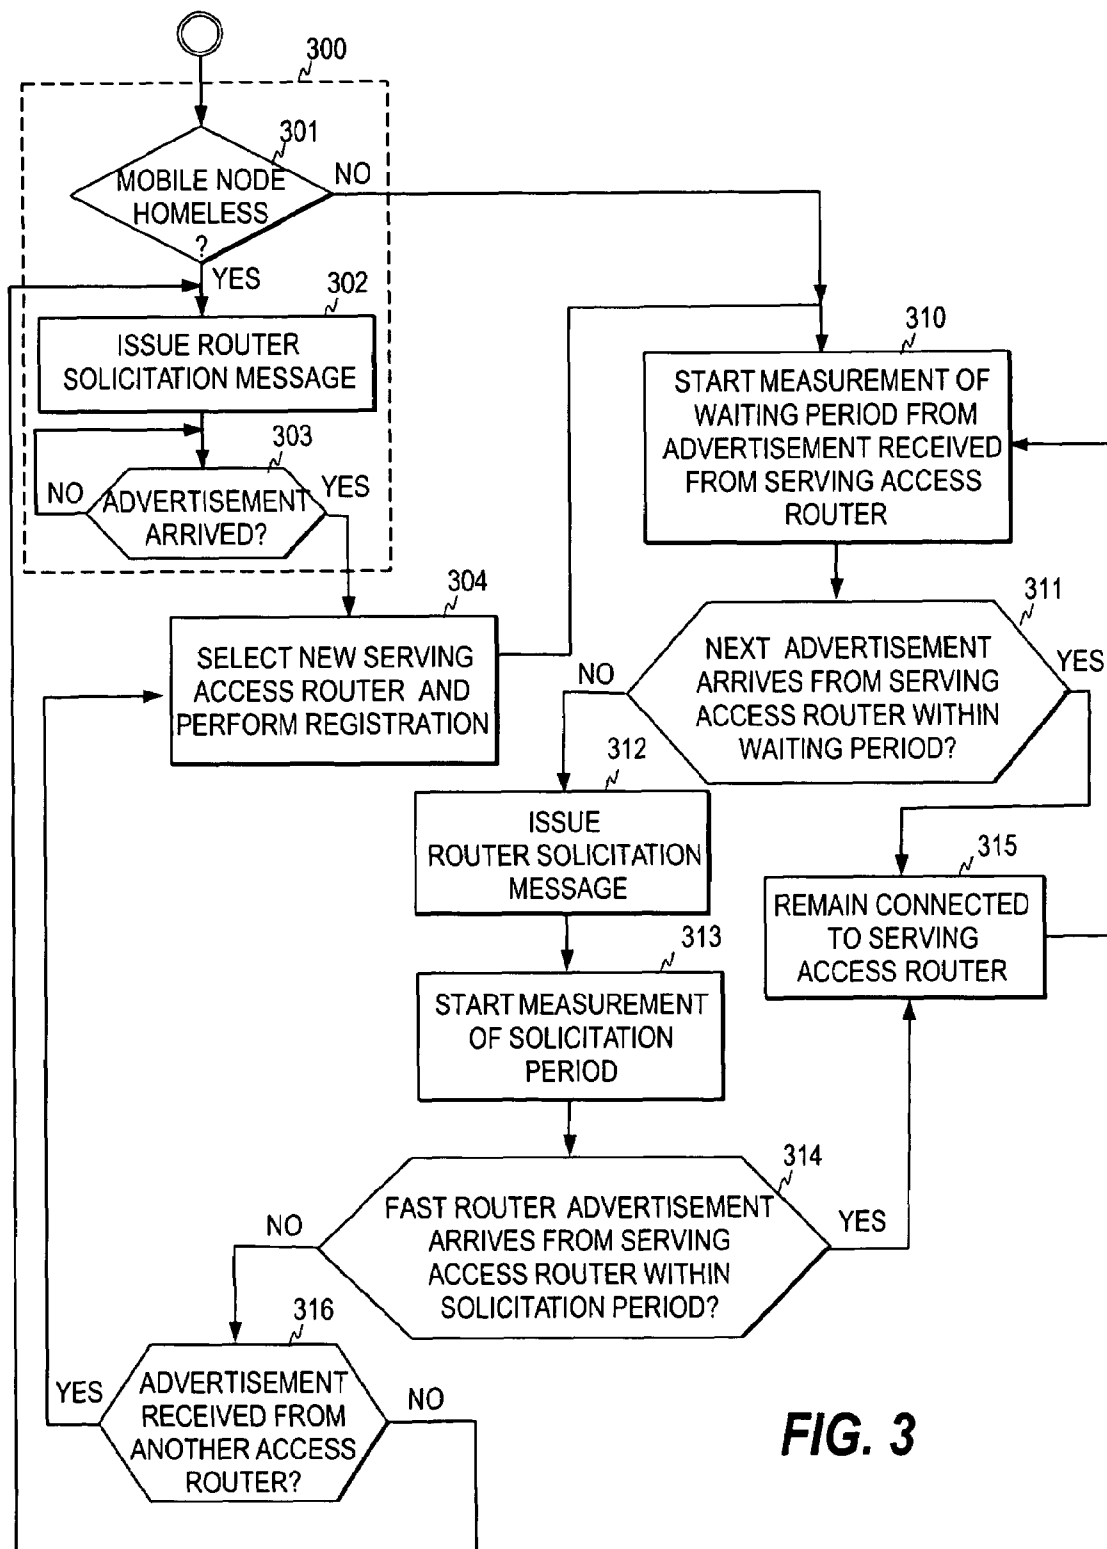 300
301
MOBILE NODE
HOMELESS
?
NO
YES
302
ISSUE ROUTER
SOLICITATION MESSAGE
303
NO
ADVERTISEMENT
ARRIVED?
YES
304
SELECT NEW SERVING
ACCESS ROUTER AND
PERFORM REGISTRATION
310
START MEASUREMENT OF
WAITING PERIOD FROM
ADVERTISEMENT RECEIVED
FROM SERVING ACCESS
ROUTER
311
NEXT ADVERTISEMENT
ARRIVES FROM SERVING
ACCESS ROUTER WITHIN
WAITING PERIOD?
NO
YES
312
ISSUE
ROUTER SOLICITATION
MESSAGE
313
START MEASUREMENT
OF SOLICITATION
PERIOD
315
REMAIN CONNECTED
TO SERVING
ACCESS ROUTER
314
FAST ROUTER ADVERTISEMENT
ARRIVES FROM SERVING
ACCESS ROUTER WITHIN
SOLICITATION PERIOD?
NO
YES
316
ADVERTISEMENT
RECEIVED FROM
ANOTHER ACCESS
ROUTER?
YES
NO
FIG. 3